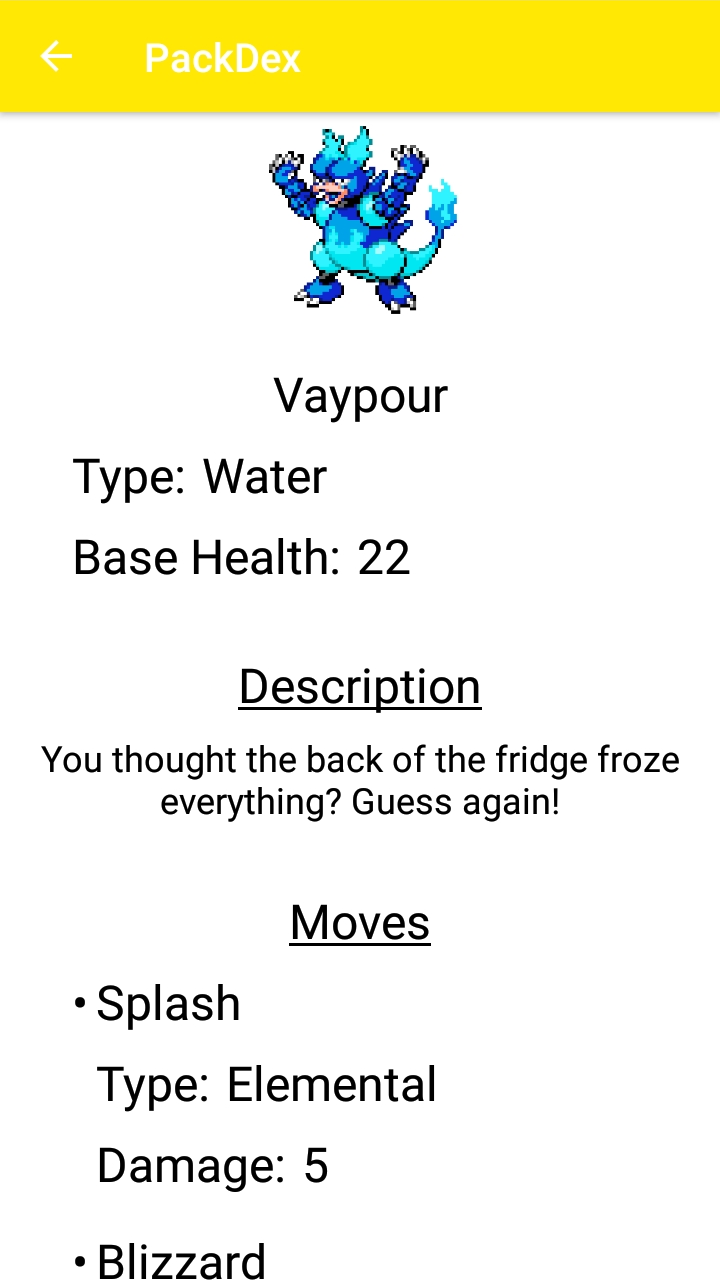 PackDex
Vaypour
Type: Water
Base Health: 22
Description
You thought the back of the fridge froze
everything? Guess again!
Moves
• Splash
Type: Elemental
Damage: 5
• Blizzard